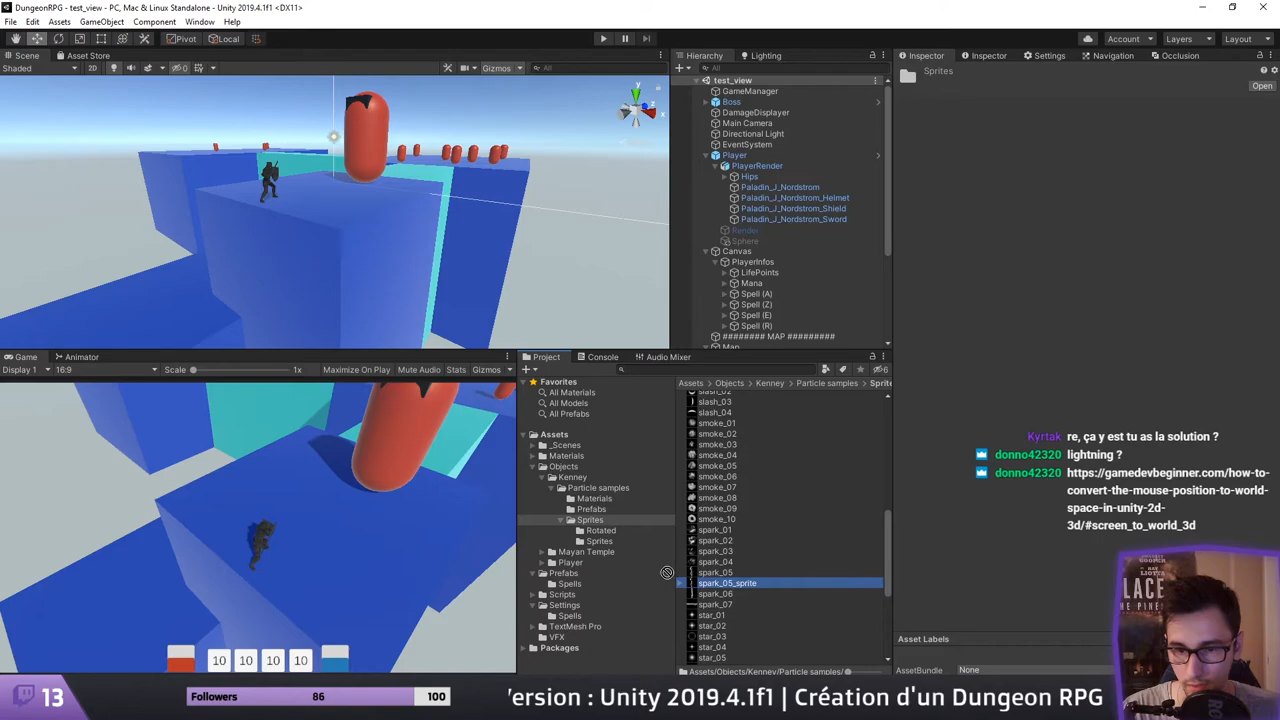 DungeonRPG - test_view - PC, Mac & Linux Standalone - Unity 2019.4.1f1 <DX11>
File Edit Assets GameObject Component Window Help
Pivot Local Account Layers Layout
Scene Asset Store
Shaded 2D 0 Gizmos All
y
z
x
Game Animator
Display 1 16:9 Scale 1x Maximize On Play Mute Audio Stats Gizmos
10 10 10 10
Hierarchy Lighting
All
test_view
GameManager
Boss
DamageDisplayer
Main Camera
Directional Light
EventSystem
Player
PlayerRender
Hips
Paladin_J_Nordstrom
Paladin_J_Nordstrom_Helmet
Paladin_J_Nordstrom_Shield
Paladin_J_Nordstrom_Sword
Render
Sphere
Canvas
PlayerInfos
LifePoints
Mana
Spell (A)
Spell (Z)
Spell (E)
Spell (R)
######## MAP #########
Map
Project Console Audio Mixer
6
Favorites
All Materials
All Models
All Prefabs
Assets
_Scenes
Materials
Objects
Kenney
Particle samples
Materials
Prefabs
Sprites
Rotated
Sprites
Mayan Temple
Player
Prefabs
Spells
Scripts
Settings
Spells
TextMesh Pro
VFX
Packages
Assets > Objects > Kenney > Particle samples > Sprite
slash_02
slash_03
slash_04
smoke_01
smoke_02
smoke_03
smoke_04
smoke_05
smoke_06
smoke_07
smoke_08
smoke_09
smoke_10
spark_01
spark_02
spark_03
spark_04
spark_05
spark_05_sprite
spark_06
spark_07
star_01
star_02
star_03
star_04
star_05
Assets/Objects/Kenney/Particle samples/
Inspector Inspector Settings Navigation Occlusion
Sprites
Open
Kyrtak re, ça y est tu as la solution ?
donno42320 lightning ?
donno42320 https://gamedevbeginner.com/how-to-
convert-the-mouse-position-to-world-
space-in-unity-2d-
3d/#screen_to_world_3d
Asset Labels
AssetBundle None
13 Followers 86 100 Version : Unity 2019.4.1f1 | Création d'un Dungeon RPG